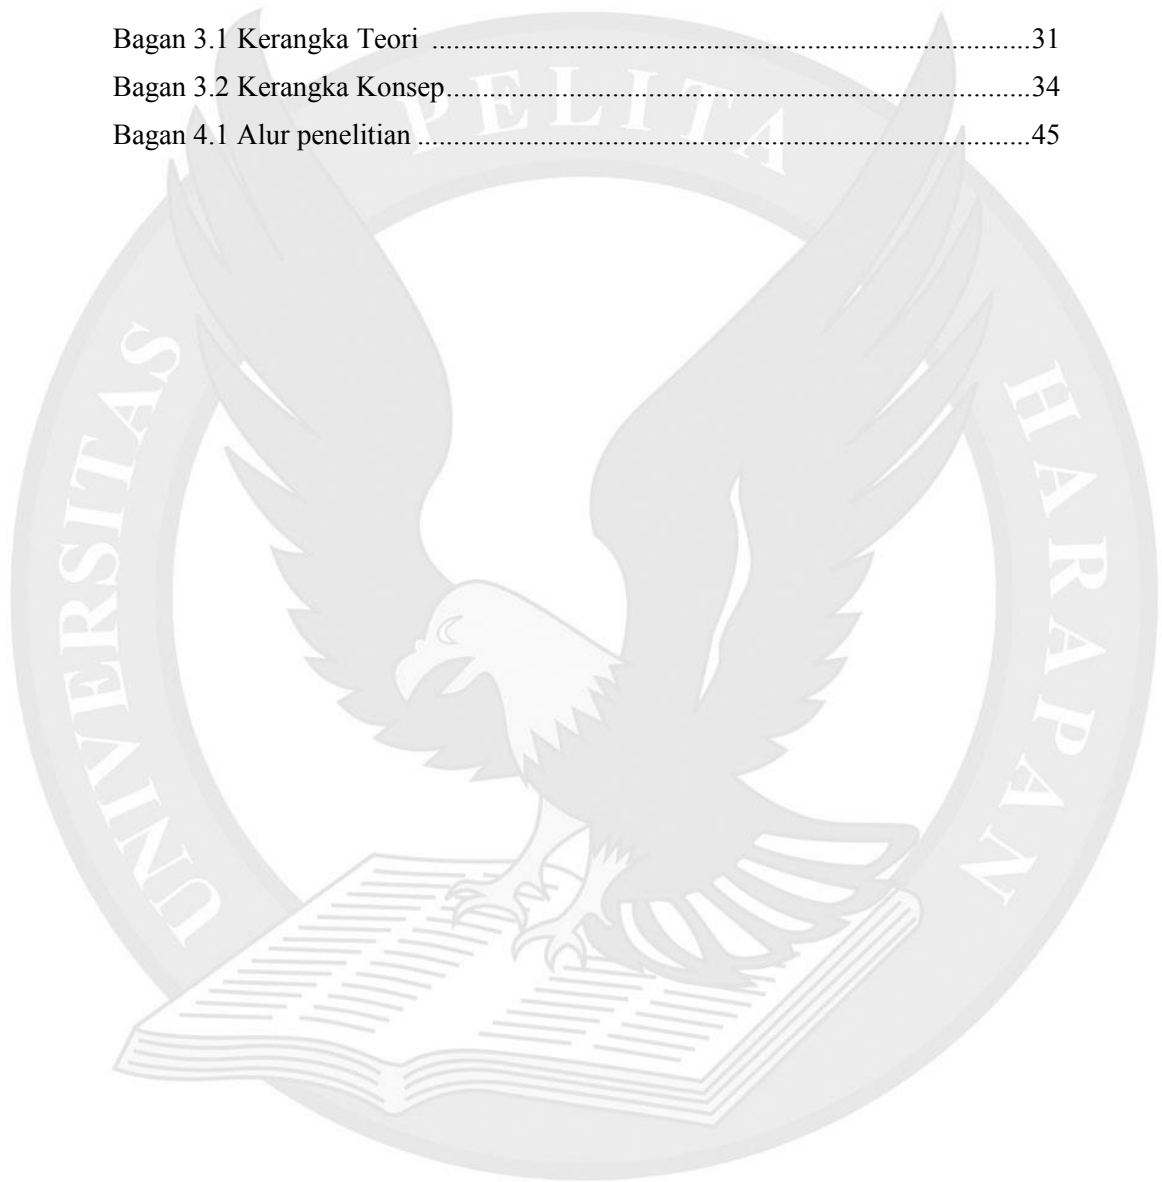 Bagan 3.1 Kerangka Teori ....................................................................................31
Bagan 3.2 Kerangka Konsep..................................................................................34
Bagan 4.1 Alur penelitian ......................................................................................45
UNIVERSITAS PELITA HARAPAN